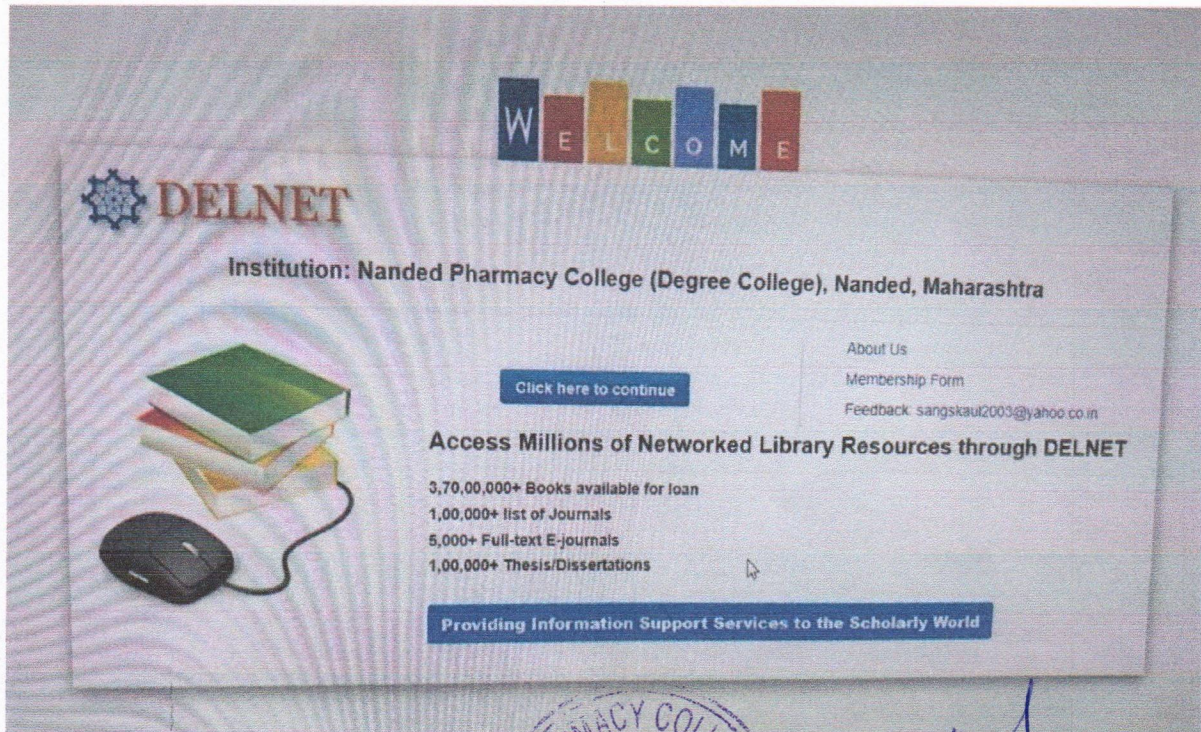 WELCOME
DELNET
Institution: Nanded Pharmacy College (Degree College), Nanded, Maharashtra
About Us
Click here to continue
Membership Form
Feedback: sangskaul2003@yahoo.co.in
Access Millions of Networked Library Resources through DELNET
3,70,00,000+ Books available for loan
1,00,000+ list of Journals
5,000+ Full-text E-journals
1,00,000+ Thesis/Dissertations
Providing Information Support Services to the Scholarly World